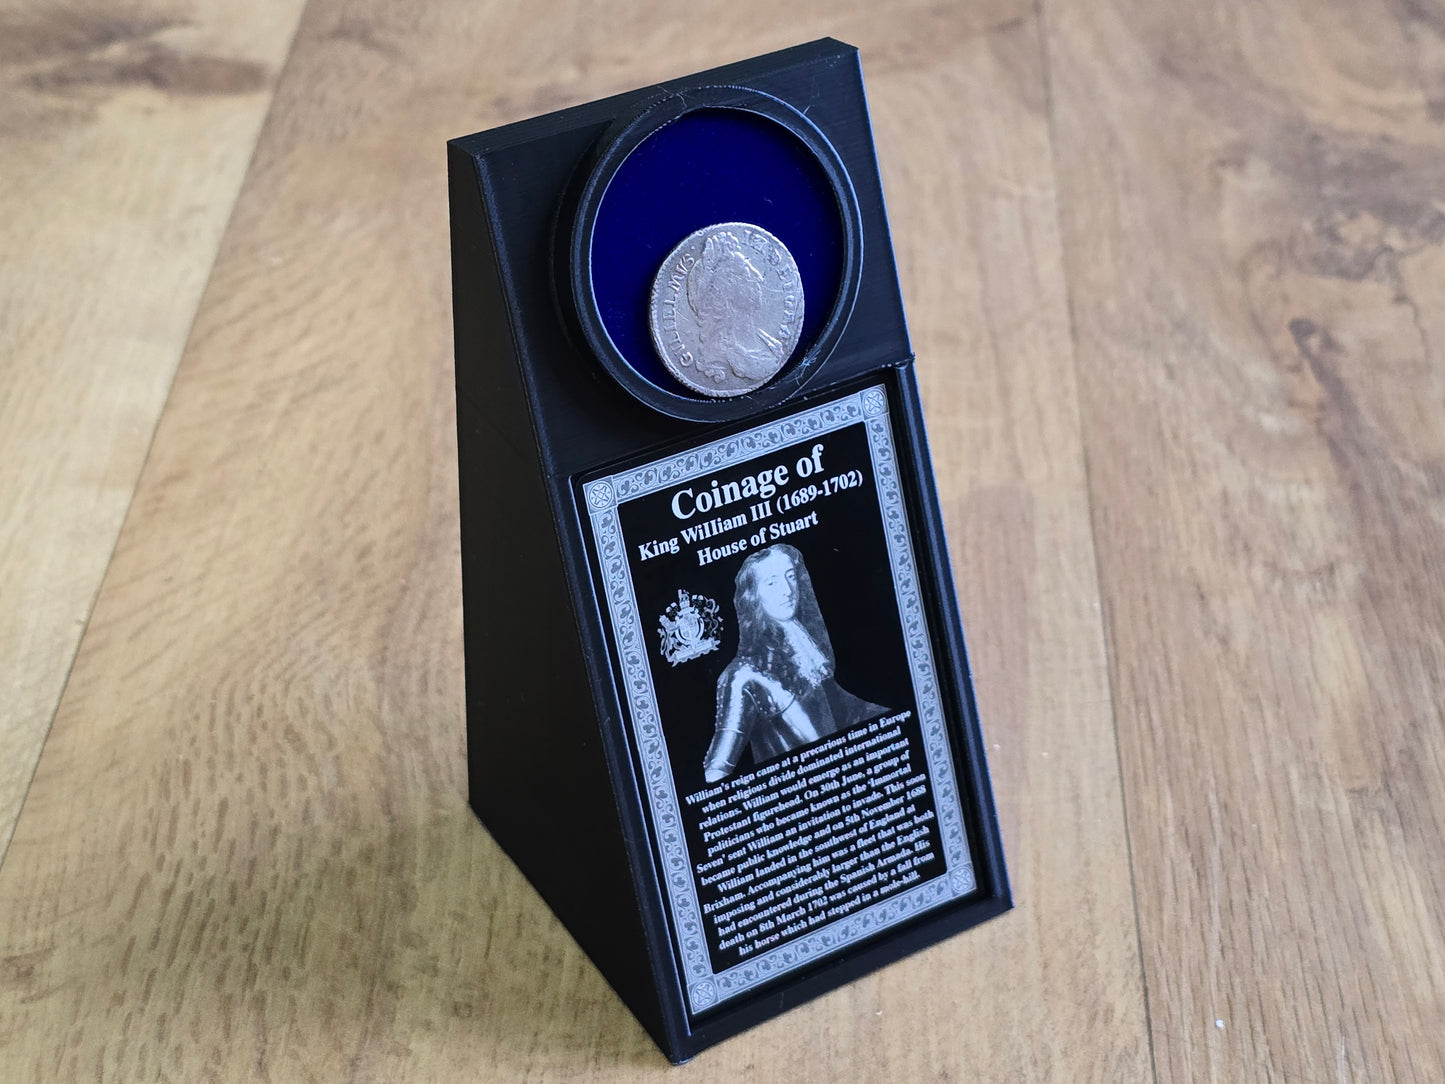 GVLIELMVS·
III·DEI·GRA·
Coinage of
King William III (1689-1702)
House of Stuart
William's reign came at a precarious time in Europe
when religious divide dominated international
relations. William would emerge as an important
Protestant figurehead. On 30th June, a group of
politicians who became known as the 'Immortal
Seven' sent William an invitation to invade. This soon
became public knowledge and on 5th November 1688
William landed in the southwest of England at
Brixham. Accompanying him was a fleet that was both
imposing and considerably larger than the English
had encountered during the Spanish Armada. His
death on 8th March 1702 was caused by a fall from
his horse which had stepped in a mole-hill.